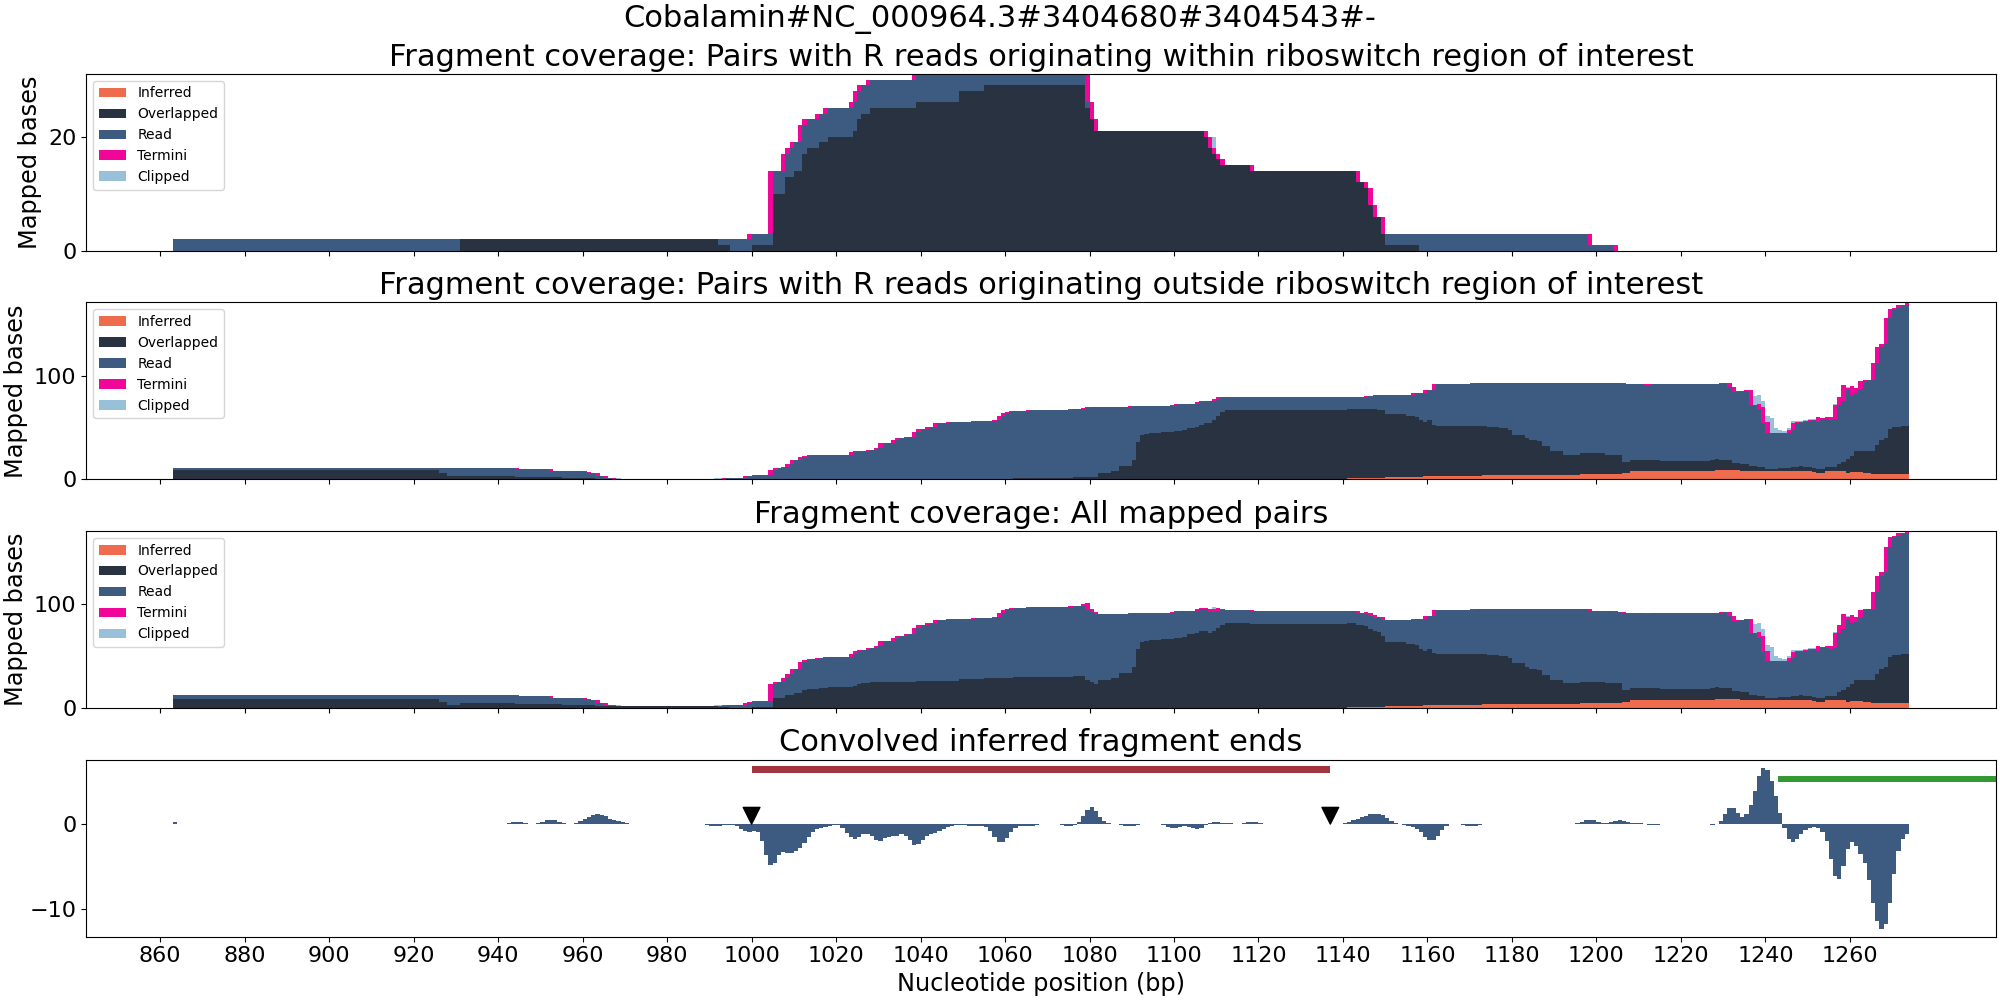 Cobalamin#NC_000964.3#3404680#3404543#-
Fragment coverage: Pairs with R reads originating within riboswitch region of interest
Mapped bases
20
0
Inferred
Overlapped
Read
Termini
Clipped
Fragment coverage: Pairs with R reads originating outside riboswitch region of interest
Mapped bases
100
0
Inferred
Overlapped
Read
Termini
Clipped
Fragment coverage: All mapped pairs
Mapped bases
100
0
Inferred
Overlapped
Read
Termini
Clipped
Convolved inferred fragment ends
0
−10
860 880 900 920 940 960 980 1000 1020 1040 1060 1080 1100 1120 1140 1160 1180 1200 1220 1240 1260
Nucleotide position (bp)